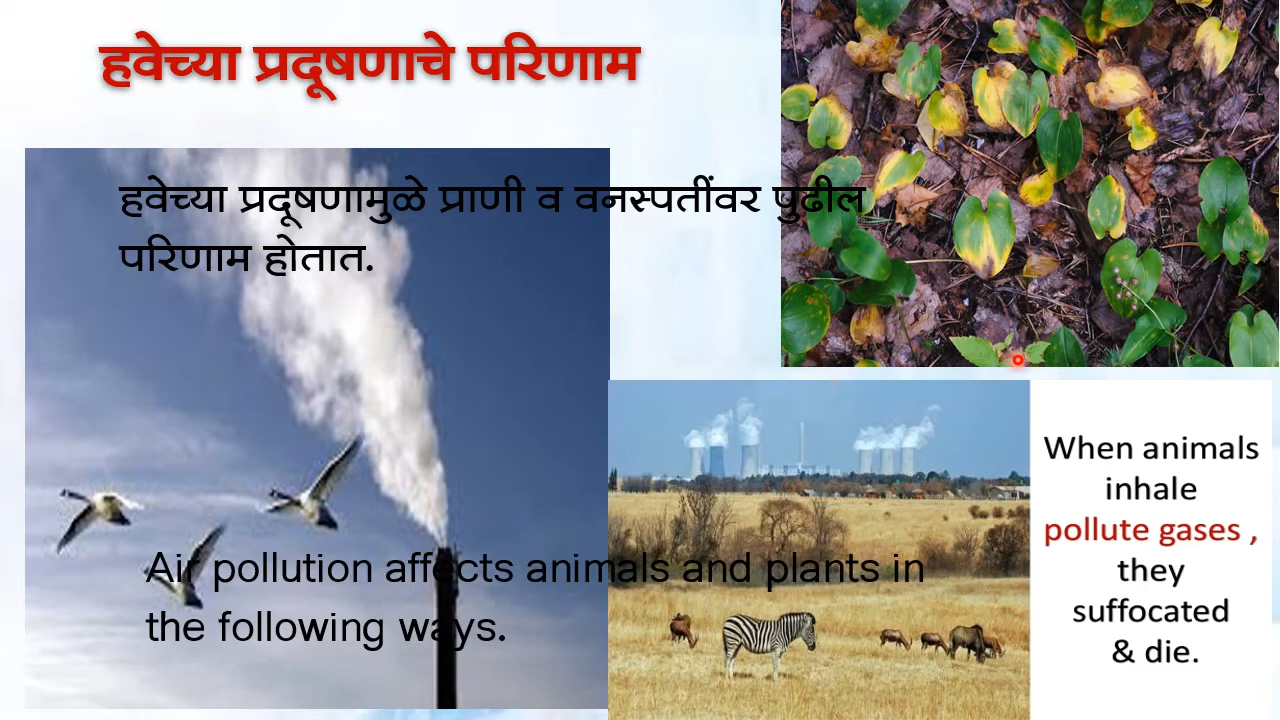 हवेच्या प्रदूषणाचे परिणाम
हवेच्या प्रदूषणामुळे प्राणी व वनस्पतींवर पुढील
परिणाम होतात.
Air pollution affects animals and plants in
the following ways.
When animals
inhale
pollute gases ,
they
suffocated
& die.